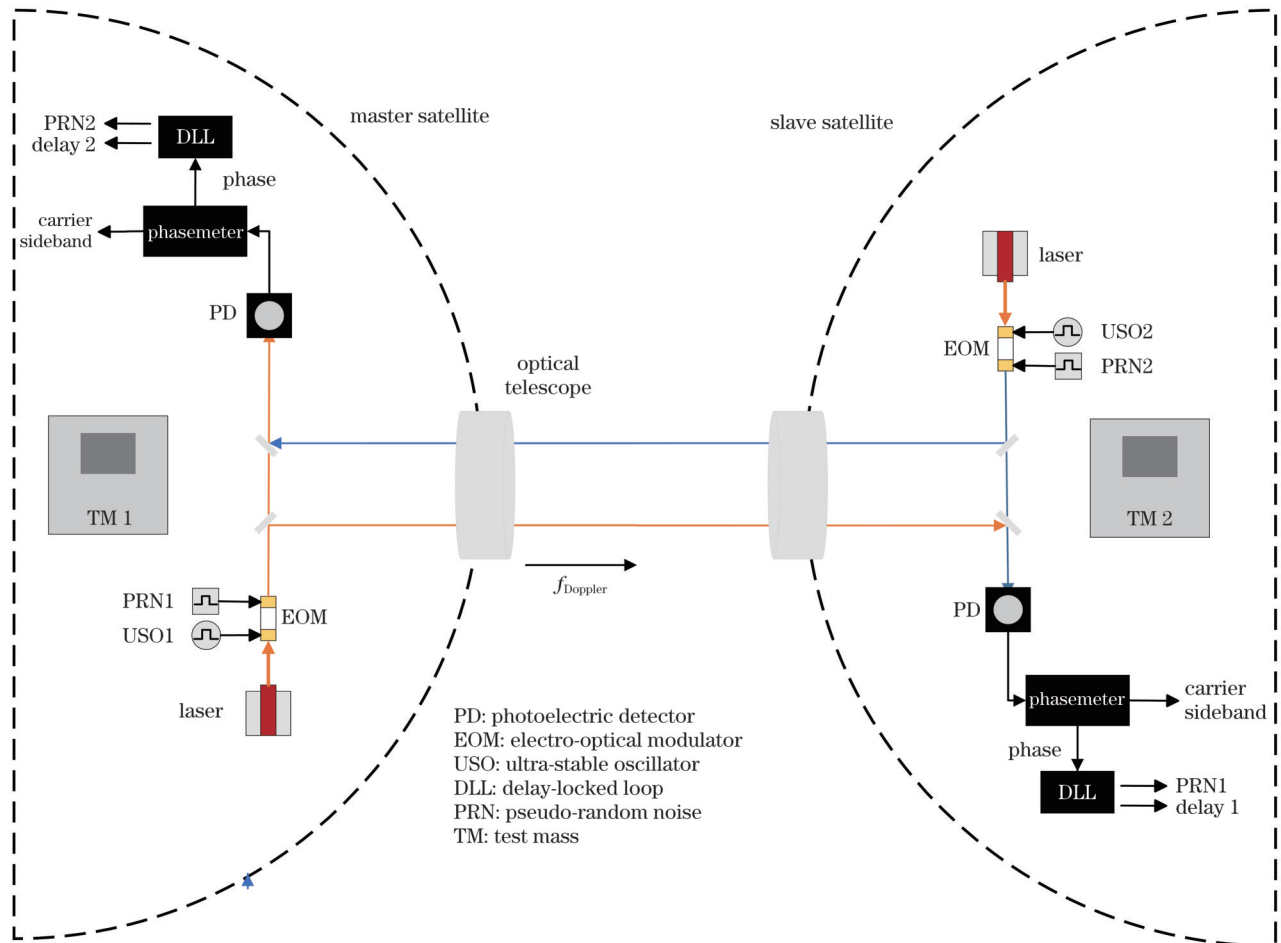 master satellite
slave satellite
PRN2
delay 2
DLL
phase
carrier
sideband
phasemeter
PD
TM 1
PRN1
USO1
EOM
laser
optical
telescope
f_Doppler
laser
USO2
EOM
PRN2
TM 2
PD
phasemeter
carrier
sideband
phase
DLL
PRN1
delay 1
PD: photoelectric detector
EOM: electro-optical modulator
USO: ultra-stable oscillator
DLL: delay-locked loop
PRN: pseudo-random noise
TM: test mass